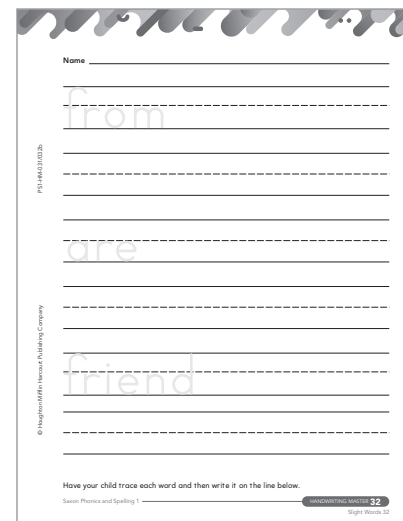 Name
from
are
friend
Have your child trace each word and then write it on the line below.
Saxon Phonics and Spelling 1
HANDWRITING MASTER 32
Slight Words 32
PS1-HM-031/032b
© Houghton Mifflin Harcourt Publishing Company